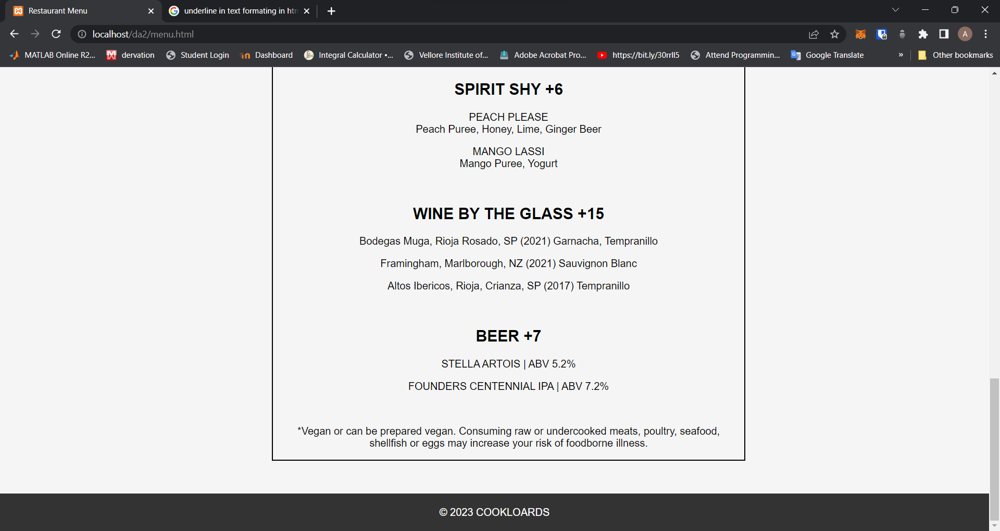 Restaurant Menu
underline in text formating in htm
localhost/da2/menu.html
A
MATLAB Online R2...
dervation
Student Login
Dashboard
Integral Calculator •...
Vellore Institute of...
Adobe Acrobat Pro...
https://bit.ly/30rrlI5
Attend Programmin...
Google Translate
»
Other bookmarks
SPIRIT SHY +6
PEACH PLEASE
Peach Puree, Honey, Lime, Ginger Beer
MANGO LASSI
Mango Puree, Yogurt
WINE BY THE GLASS +15
Bodegas Muga, Rioja Rosado, SP (2021) Garnacha, Tempranillo
Framingham, Marlborough, NZ (2021) Sauvignon Blanc
Altos Ibericos, Rioja, Crianza, SP (2017) Tempranillo
BEER +7
STELLA ARTOIS | ABV 5.2%
FOUNDERS CENTENNIAL IPA | ABV 7.2%
*Vegan or can be prepared vegan. Consuming raw or undercooked meats, poultry, seafood,
shellfish or eggs may increase your risk of foodborne illness.
© 2023 COOKLOARDS